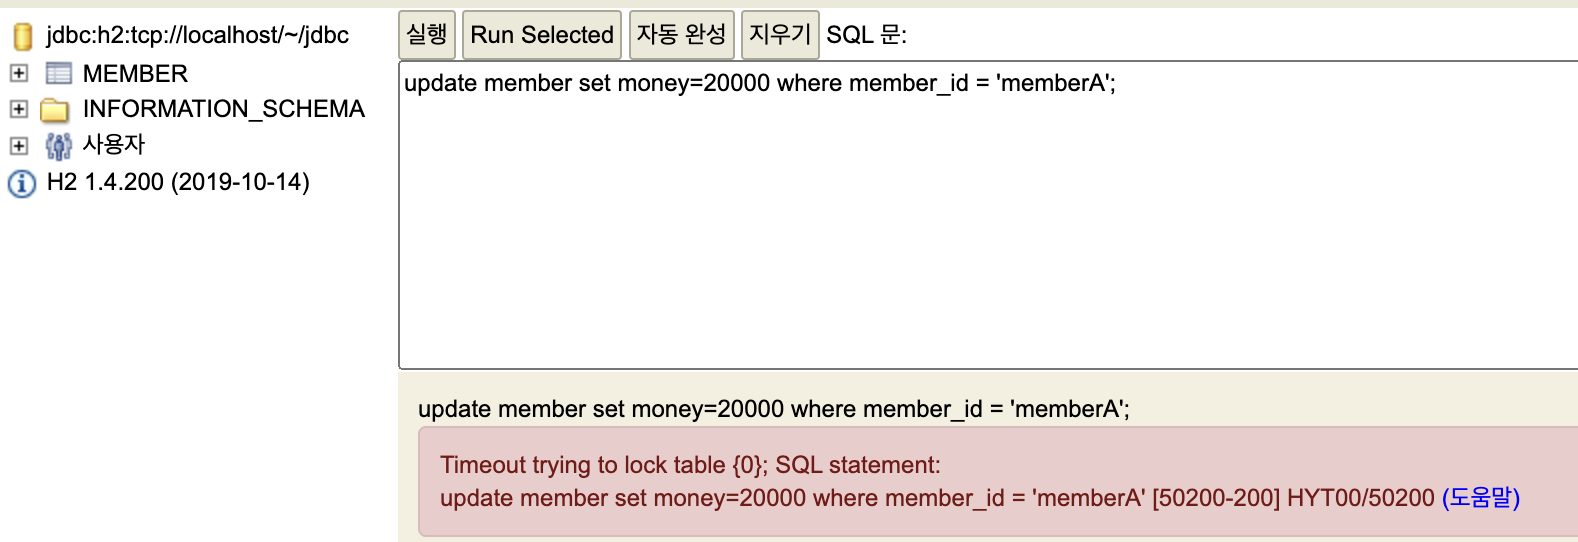 jdbc:h2:tcp://localhost/~/jdbc
MEMBER
INFORMATION_SCHEMA
사용자
H2 1.4.200 (2019-10-14)
실행 Run Selected 자동 완성 지우기 SQL 문:
update member set money=20000 where member_id = 'memberA';
update member set money=20000 where member_id = 'memberA';
Timeout trying to lock table {0}; SQL statement:
update member set money=20000 where member_id = 'memberA' [50200-200] HYT00/50200 (도움말)